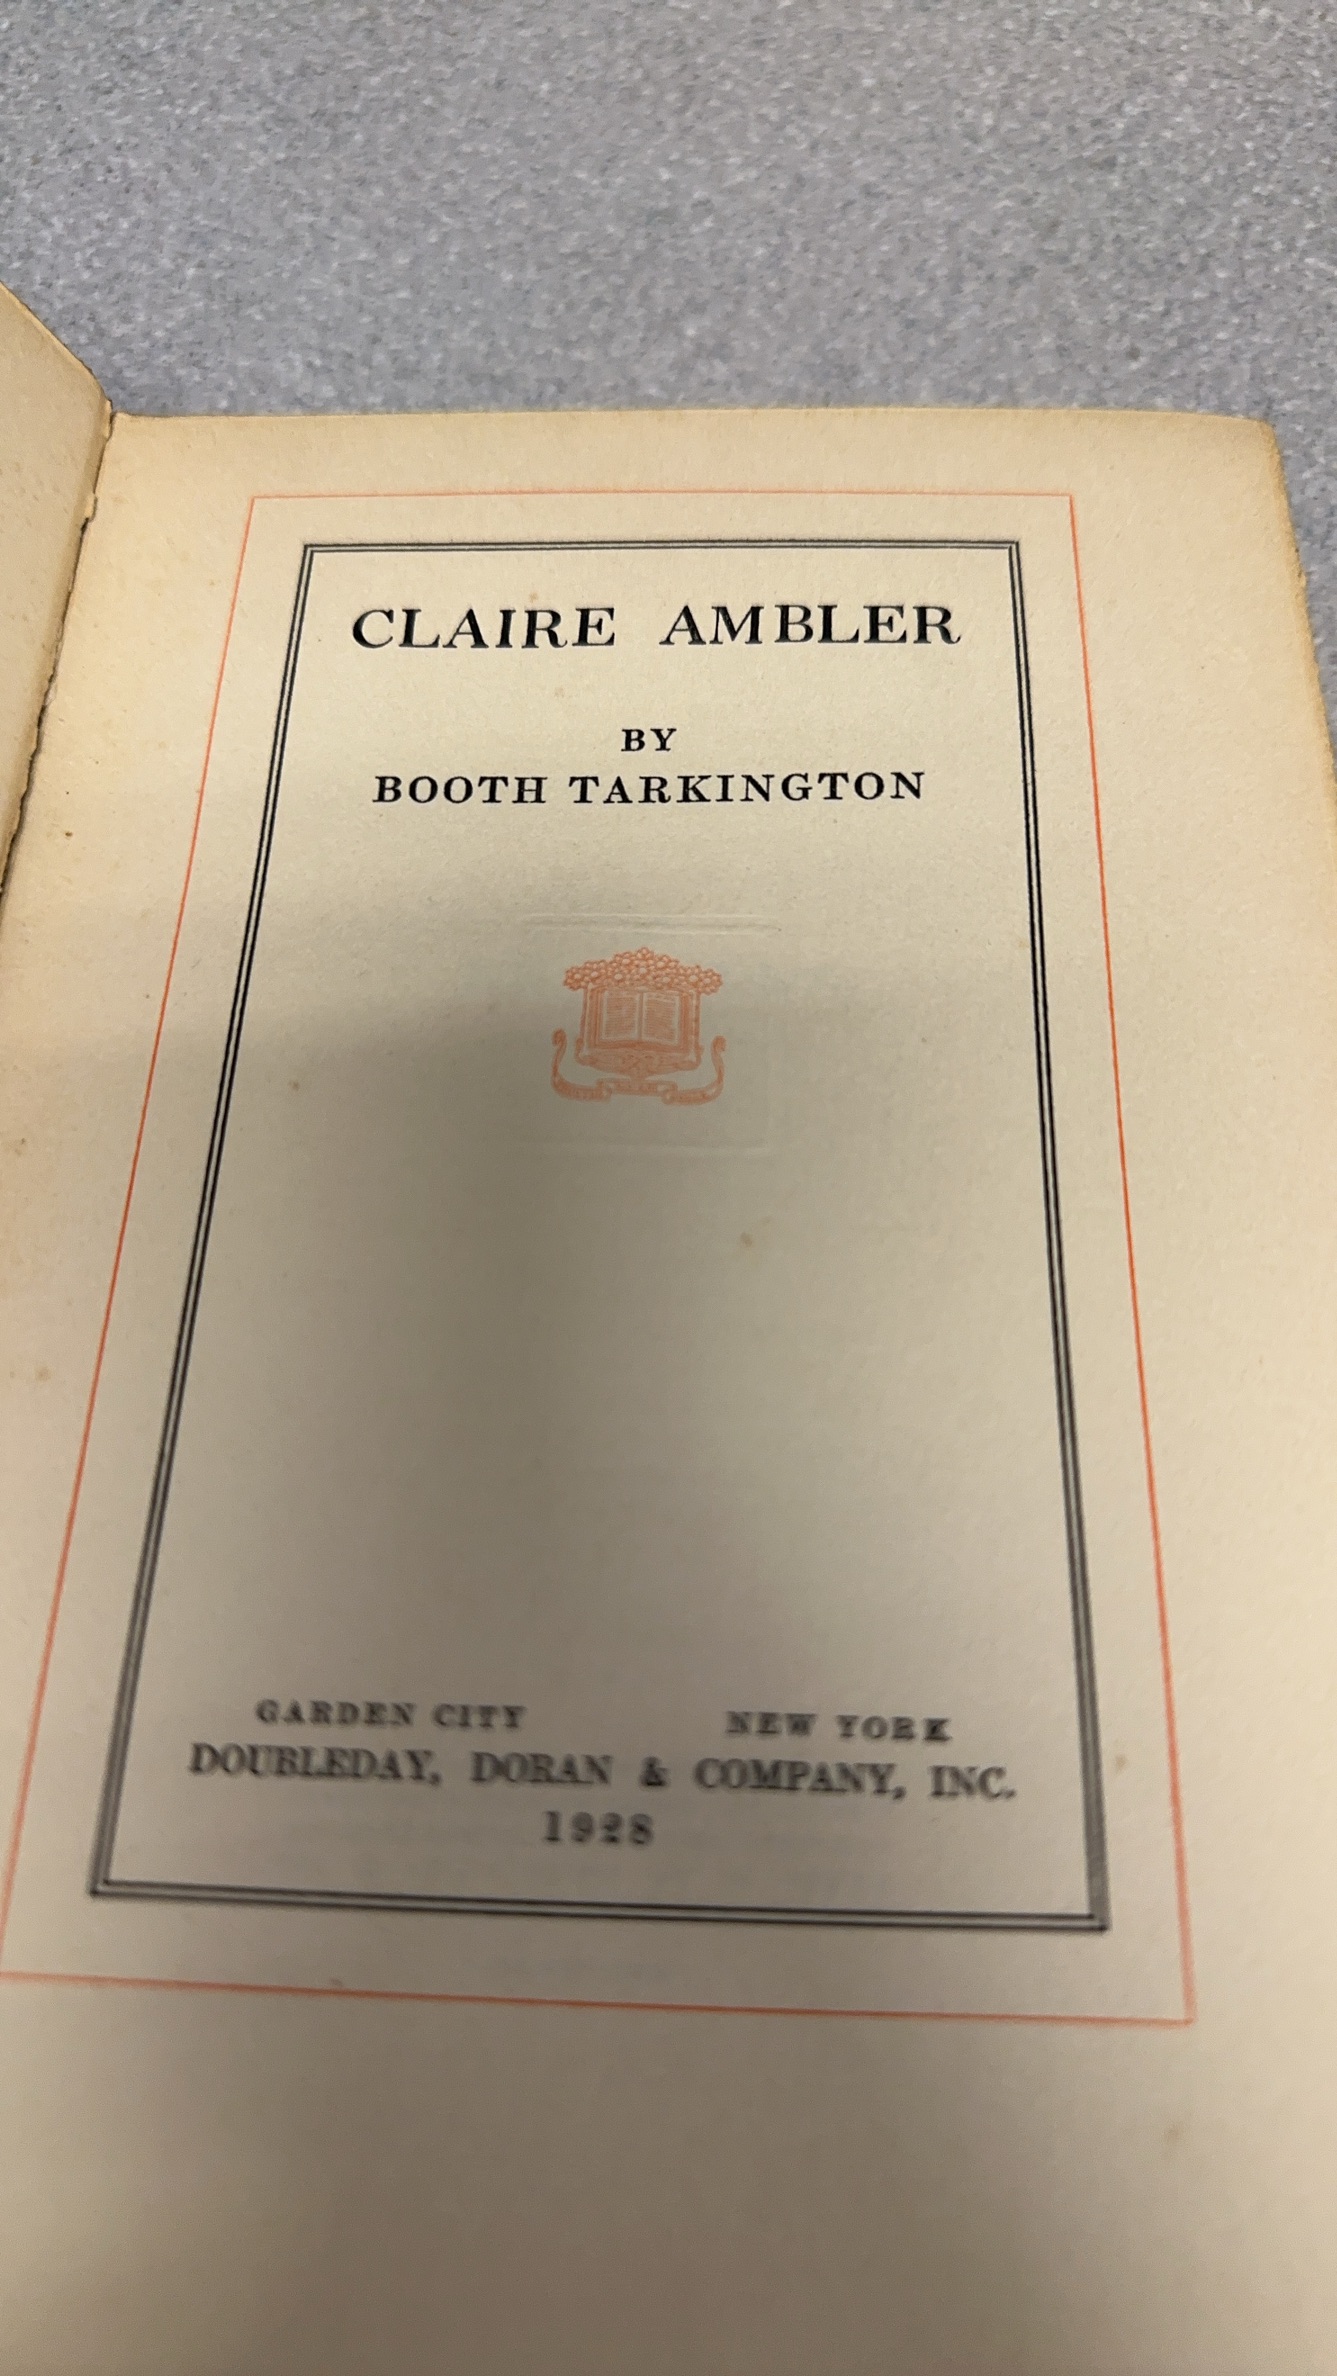 CLAIRE AMBLER
BY
BOOTH TARKINGTON
GARDEN CITY NEW YORK
DOUBLEDAY, DORAN & COMPANY, INC.
1928